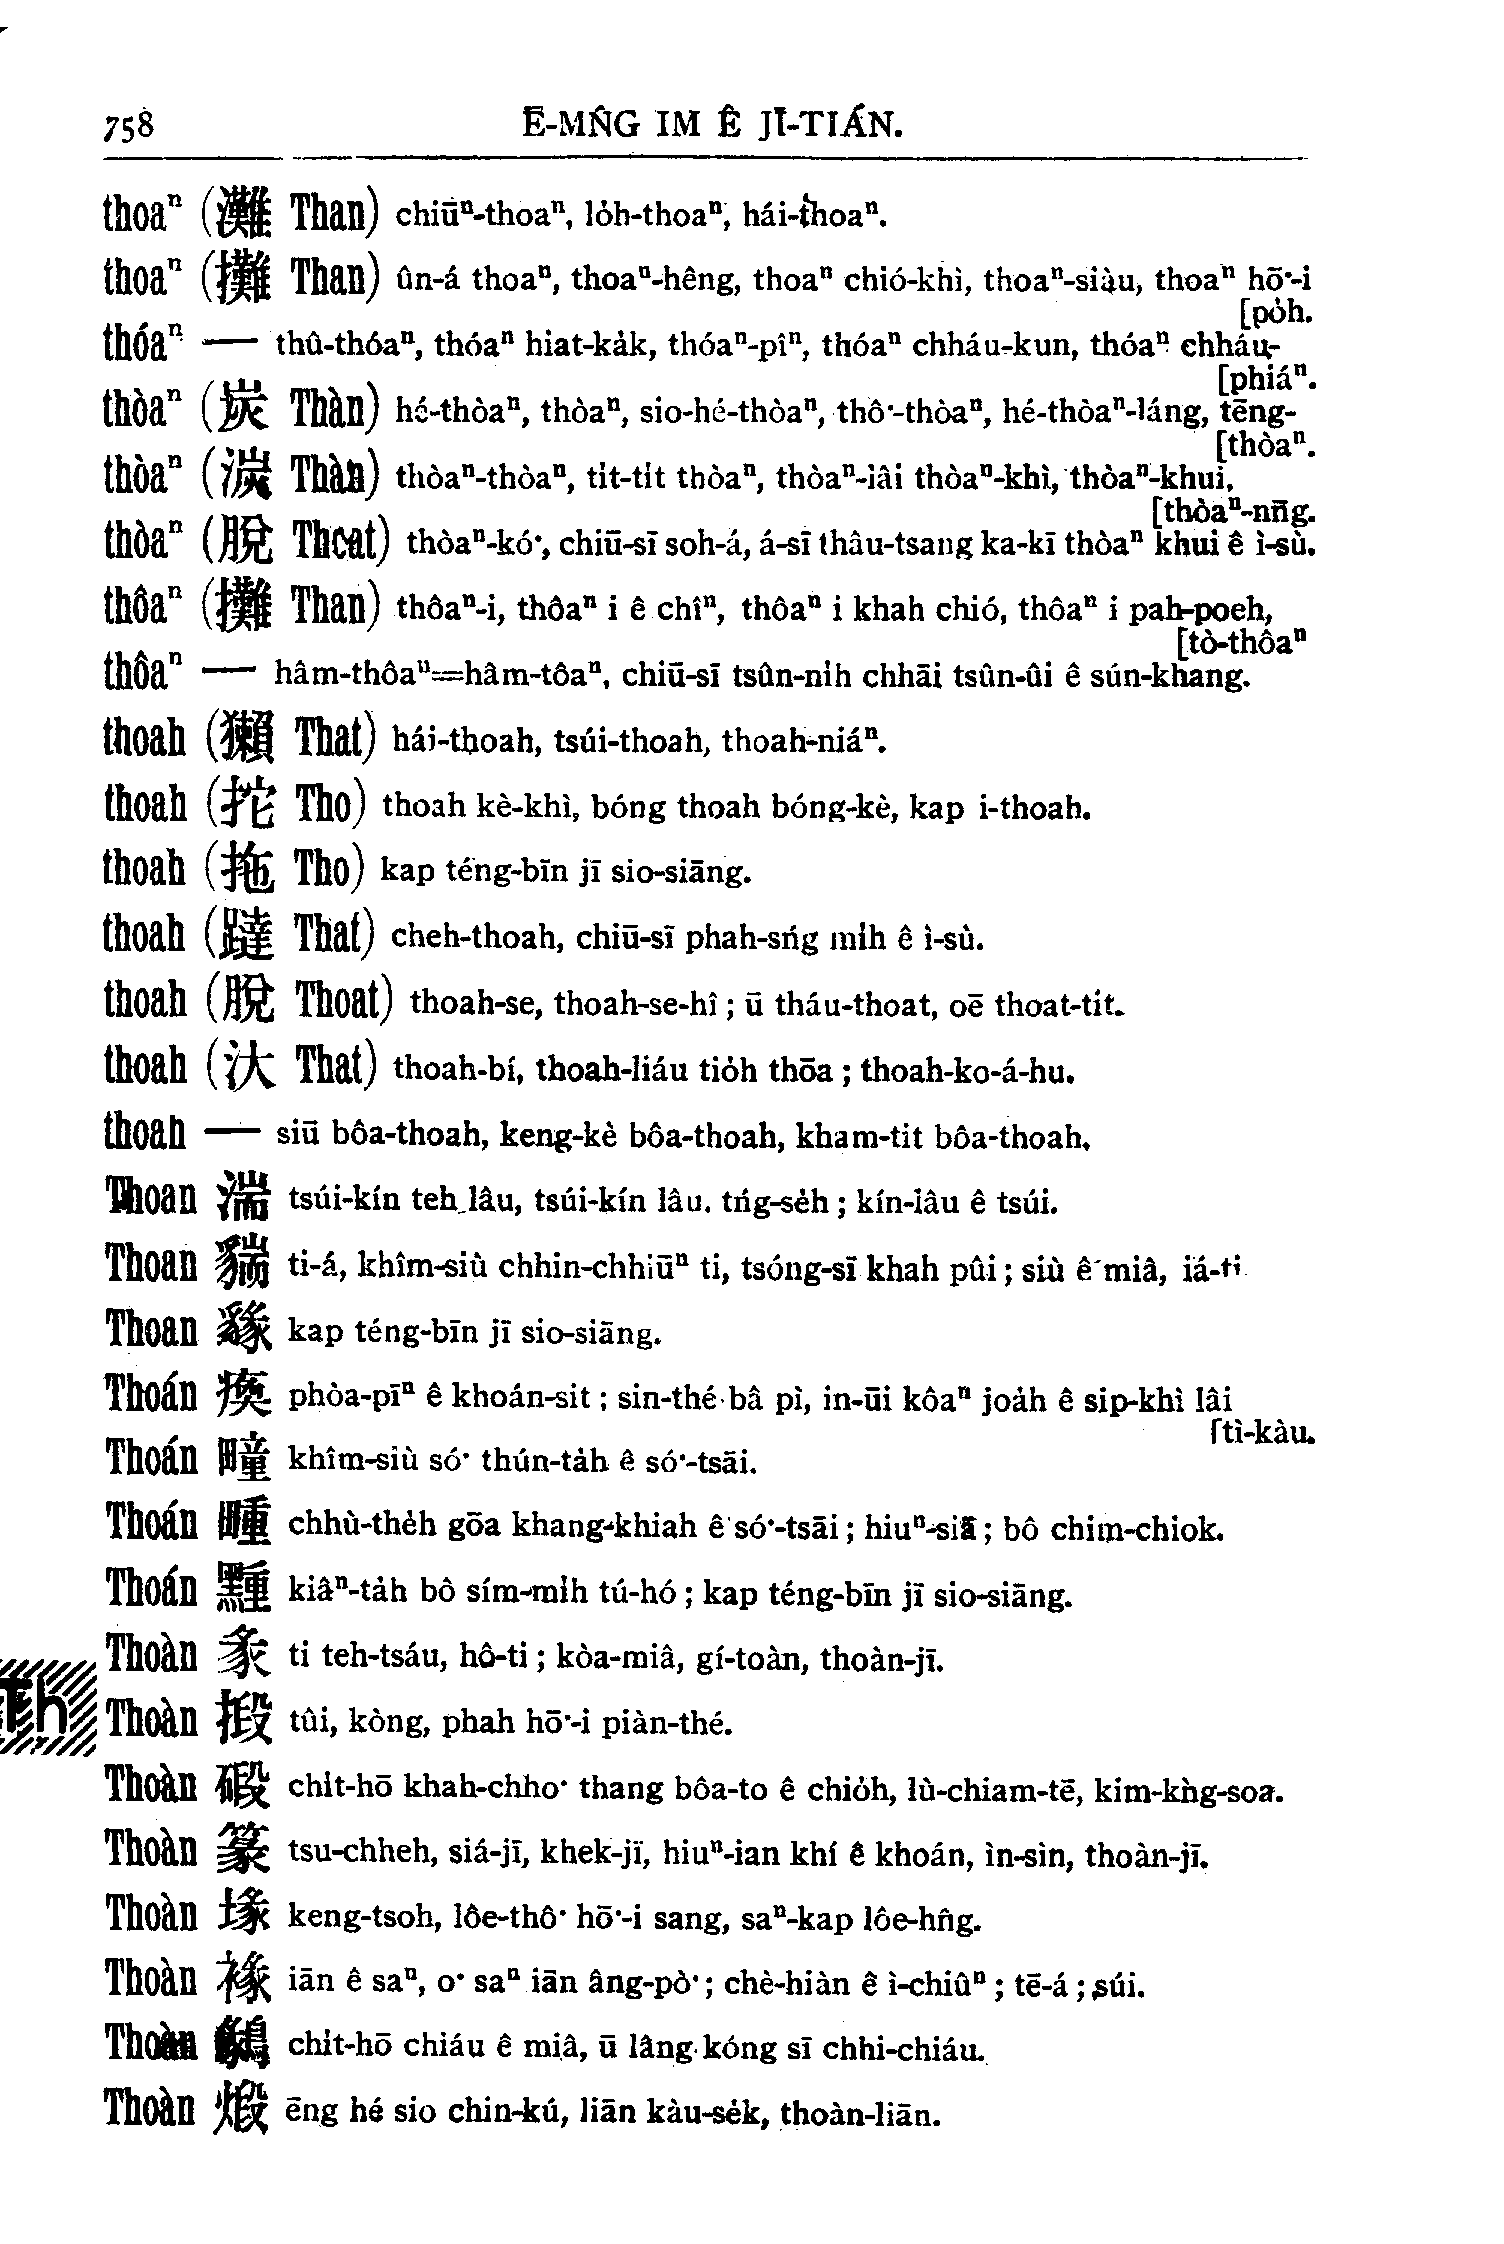 758 Ē-MN̂G IM Ê JĪ-TIÁN.
thoaⁿ (灘 Than) chiūⁿ-thoaⁿ, lo̍h-thoaⁿ, hái-thoaⁿ.
thoaⁿ (攤 Than) ûn-á thoaⁿ, thoaⁿ-hêng, thoaⁿ chió-khì, thoaⁿ-siàu, thoaⁿ hō͘-i
[po̍h.
thóaⁿ — thû-thóaⁿ, thóaⁿ hiat-ka̍k, thóaⁿ-pîⁿ, thóaⁿ chháu-kun, thóaⁿ chháu-
[phiáⁿ.
thòaⁿ (炭 Thàn) hé-thòaⁿ, thòaⁿ, sio-hé-thòaⁿ, thô͘-thòaⁿ, hé-thòaⁿ-láng, tēng-
[thòaⁿ.
thòaⁿ (湠 Thàn) thòaⁿ-thòaⁿ, ti̍t-ti̍t thòaⁿ, thòaⁿ-lâi thòaⁿ-khì, thòaⁿ-khui,
[thòaⁿ-nn̄g.
thòaⁿ (脫 Thoat) thòaⁿ-kó͘, chiū-sī soh-á, á-sī thâu-tsang ka-kī thòaⁿ khui ê ì-sù.
thôaⁿ (攤 Than) thôaⁿ-i, thôaⁿ i ê chîⁿ, thôaⁿ i khah chió, thôaⁿ i pah-poeh,
[tò-thôaⁿ
thôaⁿ — hâm-thôaⁿ=hâm-tôaⁿ, chiū-sī tsûn-ni̍h chhāi tsûn-ûi ê sún-khang.
thoah (獺 That) hái-thoah, tsúi-thoah, thoah-niáⁿ.
thoah (挖 Tho) thoah kè-khì, bóng thoah bóng-kè, kap i-thoah.
thoah (拖 Tho) kap téng-bīn jī sio-siāng.
thoah (躂 That) cheh-thoah, chiū-sī phah-sńg mi̍h ê ì-sù.
thoah (脫 Thoat) thoah-se, thoah-se-hî; ū tháu-thoat, oē thoat-tit.
thoah (汏 That) thoah-bí, thoah-liáu tio̍h thōa; thoah-ko-á-hu.
thoah — siū bôa-thoah, keng-kè bôa-thoah, kham-tit bôa-thoah.
Thoan 湍 tsúi-kín teh lâu, tsúi-kín lâu. tńg-se̍h; kín-lâu ê tsúi.
Thoan 貒 ti-á, khîm-siù chhin-chhiūⁿ ti, tsóng-sī khah pûi; siù ê miâ, iá-ti
Thoan 貒 kap téng-bīn jī sio-siāng.
Thoán 瘓 phòa-pīⁿ ê khoán-sit; sin-thé bâ pì, in-ūi kôaⁿ joa̍h ê sip-khì lâi
[tì-kàu.
Thoán 疃 khîm-siù só͘ thún-ta̍h ê só͘-tsāi.
Thoán 畽 chhù-the̍h gōa khang-khiah ê só͘-tsāi; hiuⁿ-siā; bô chim-chiok.
Thoán kiâⁿ-ta̍h bô sím-mi̍h tú-hó; kap téng-bīn jī sio-siāng.
Thoàn 彖 ti teh-tsáu, hô-ti; kòa-miâ, gí-toàn, thoàn-jī.
Th
Thoàn 摋 tûi, kòng, phah hō͘-i piàn-thé.
Thoàn 碫 chi̍t-hō khah-chho͘ thang bôa-to ê chio̍h, lù-chiam-tē, kim-kǹg-soa.
Thoàn 篆 tsu-chheh, siá-jī, khek-jī, hiuⁿ-ian khí ê khoán, ìn-sìn, thoàn-jī.
Thoàn 堟 keng-tsoh, lôe-thô͘ hō͘-i sang, saⁿ-kap lôe-hn̂g.
Thoàn 褖 iān ê saⁿ, o͘ saⁿ iān âng-pò͘; chè-hiàn ê ì-chiûⁿ; tē-á; súi.
Thoàn chi̍t-hō chiáu ê miâ, ū lâng kóng sī chhi-chiáu.
Thoàn 煅 ēng hé sio chin-kú, liān kàu-se̍k, thoàn-liān.